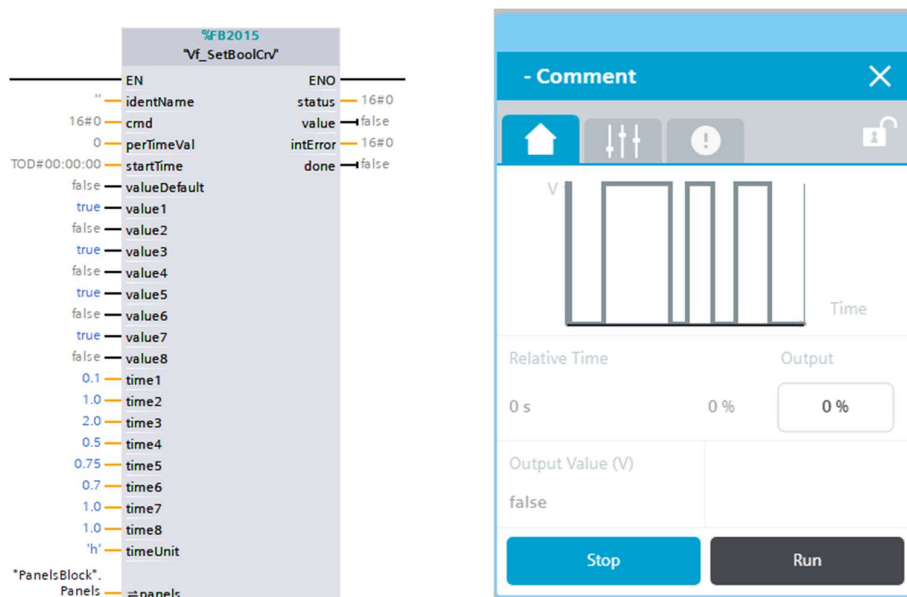 %FB2015
"Vf_SetBoolCrv"
EN ENO
'' identName status 16#0
16#0 cmd value false
0 perTimeVal intError 16#0
TOD#00:00:00 startTime done false
false valueDefault
true value1
false value2
true value3
false value4
true value5
false value6
true value7
false value8
0.1 time1
1.0 time2
2.0 time3
0.5 time4
0.75 time5
0.7 time6
1.0 time7
1.0 time8
'h' timeUnit
"PanelsBlock".
Panels panels
- Comment
V
Time
Relative Time Output
0 s 0 % 0 %
Output Value (V)
false
Stop Run